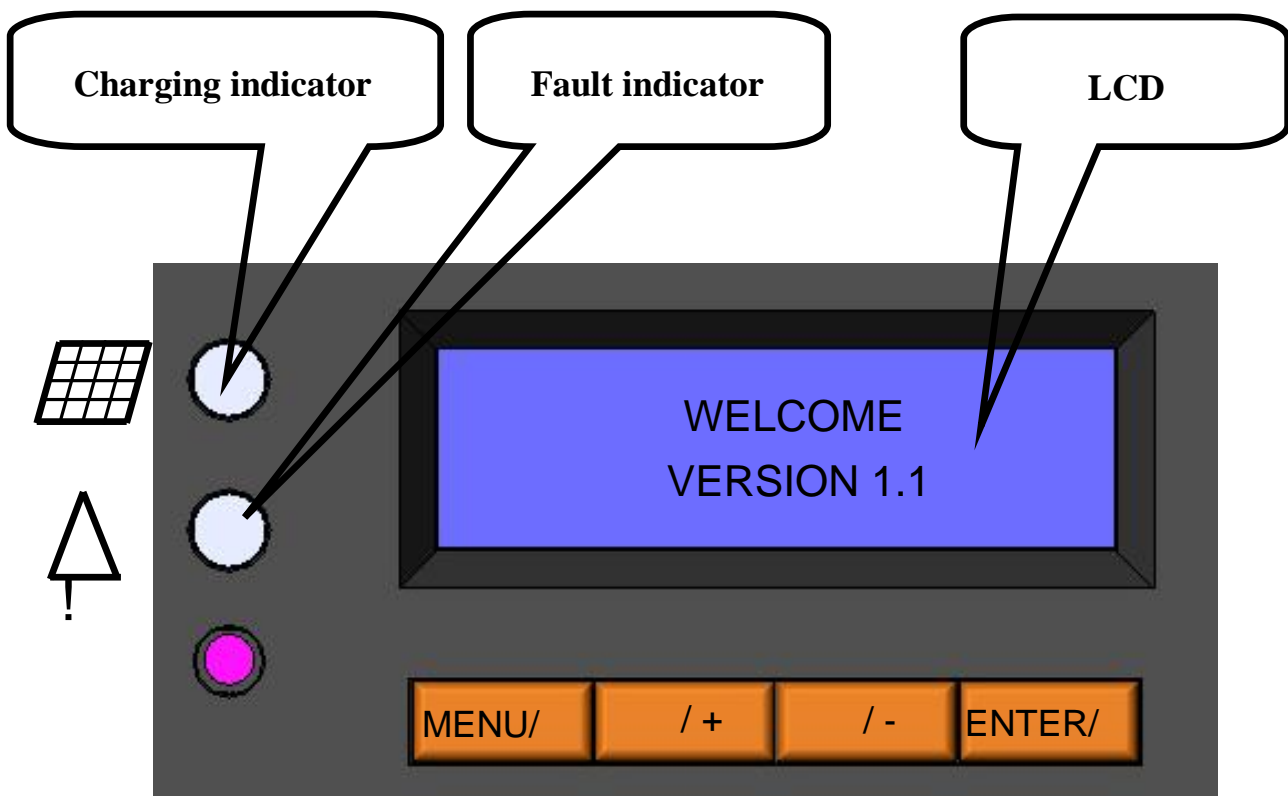 Charging indicator
Fault indicator
LCD
WELCOME
VERSION 1.1
!
MENU/
/ +
/ -
ENTER/